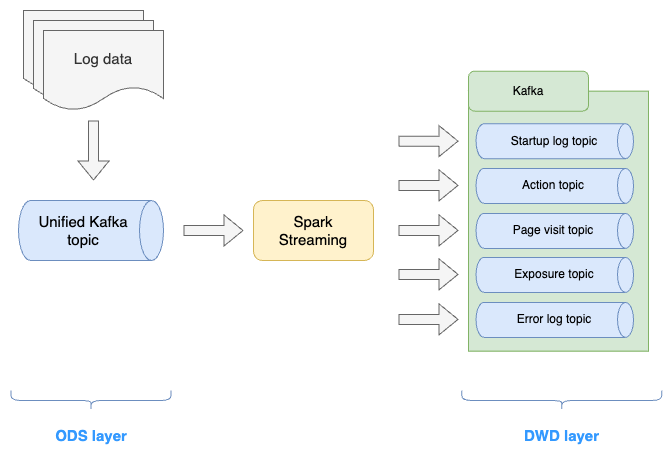 Log data
Unified Kafka
topic
Spark
Streaming
Kafka
Startup log topic
Action topic
Page visit topic
Exposure topic
Error log topic
ODS layer
DWD layer